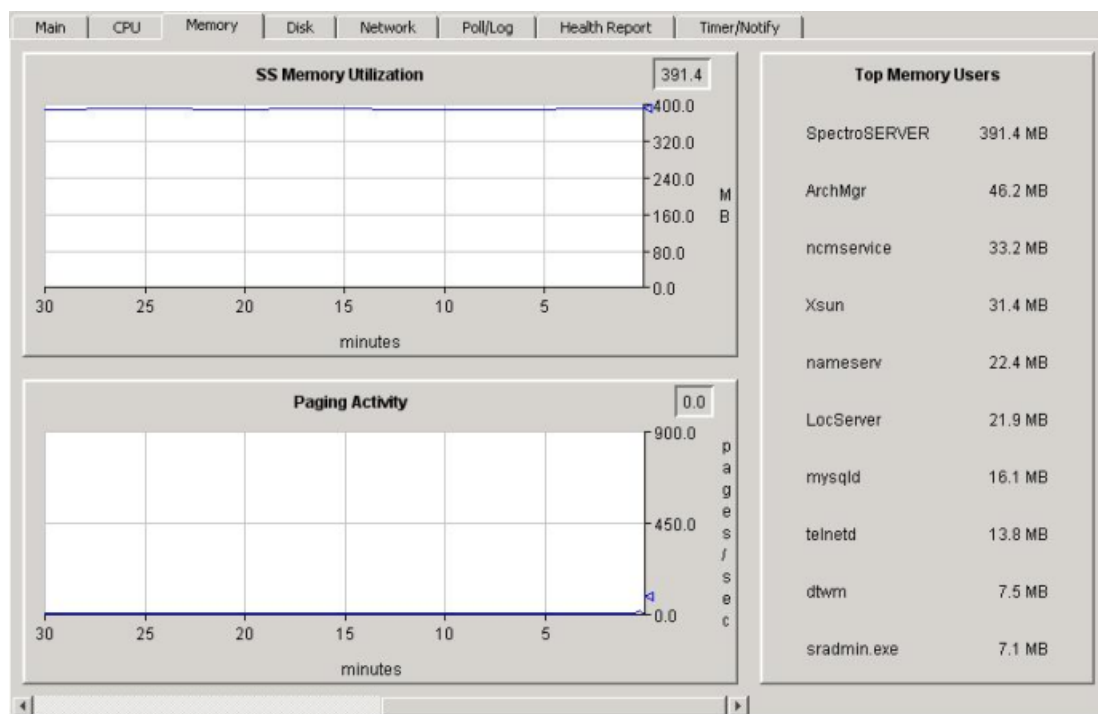 Main CPU Memory Disk Network Poll/Log Health Report Timer/Notify
SS Memory Utilization
391.4
400.0
320.0
240.0
160.0
80.0
0.0
MB
30 25 20 15 10 5
minutes
Paging Activity
0.0
900.0
450.0
0.0
pages/sec
30 25 20 15 10 5
minutes
Top Memory Users
SpectroSERVER 391.4 MB
ArchMgr 46.2 MB
ncmservice 33.2 MB
Xsun 31.4 MB
nameserv 22.4 MB
LocServer 21.9 MB
mysqld 16.1 MB
telnetd 13.8 MB
dtwm 7.5 MB
sradmin.exe 7.1 MB